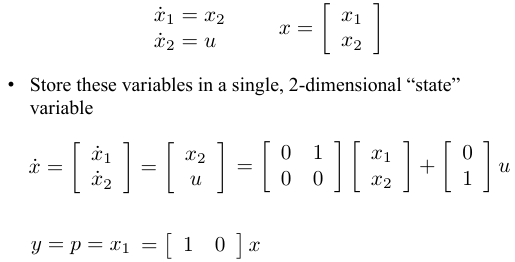 ẋ₁ = x₂
ẋ₂ = u
x = [ x₁ x₂ ]
• Store these variables in a single, 2-dimensional “state”
variable
ẋ = [ ẋ₁ ẋ₂ ] = [ x₂ u ] = [ 0 1 0 0 ] [ x₁ x₂ ] + [ 0 1 ] u
y = p = x₁ = [ 1 0 ] x